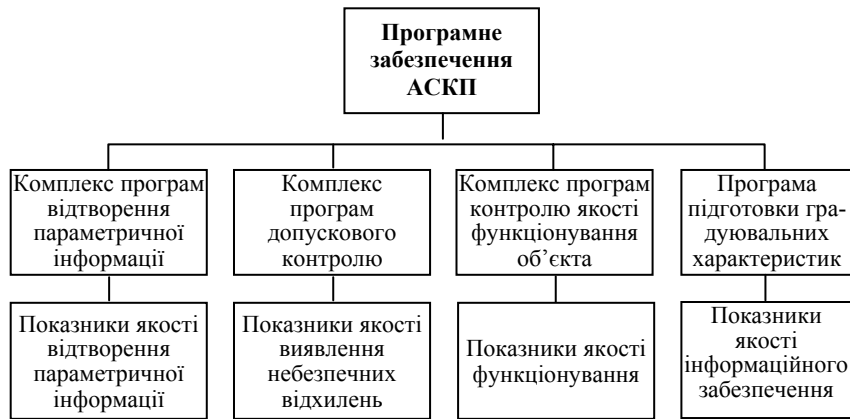 Програмне
забезпечення
АСКП
Комплекс програм
відтворення
параметричної
інформації
Комплекс
програм
допускового
контролю
Комплекс програм
контролю якості
функціонування
об’єкта
Програма
підготовки гра-
дуювальних
характеристик
Показники якості
відтворення
параметричної
інформації
Показники якості
виявлення
небезпечних
відхилень
Показники якості
функціонування
Показники
якості
інформаційного
забезпечення